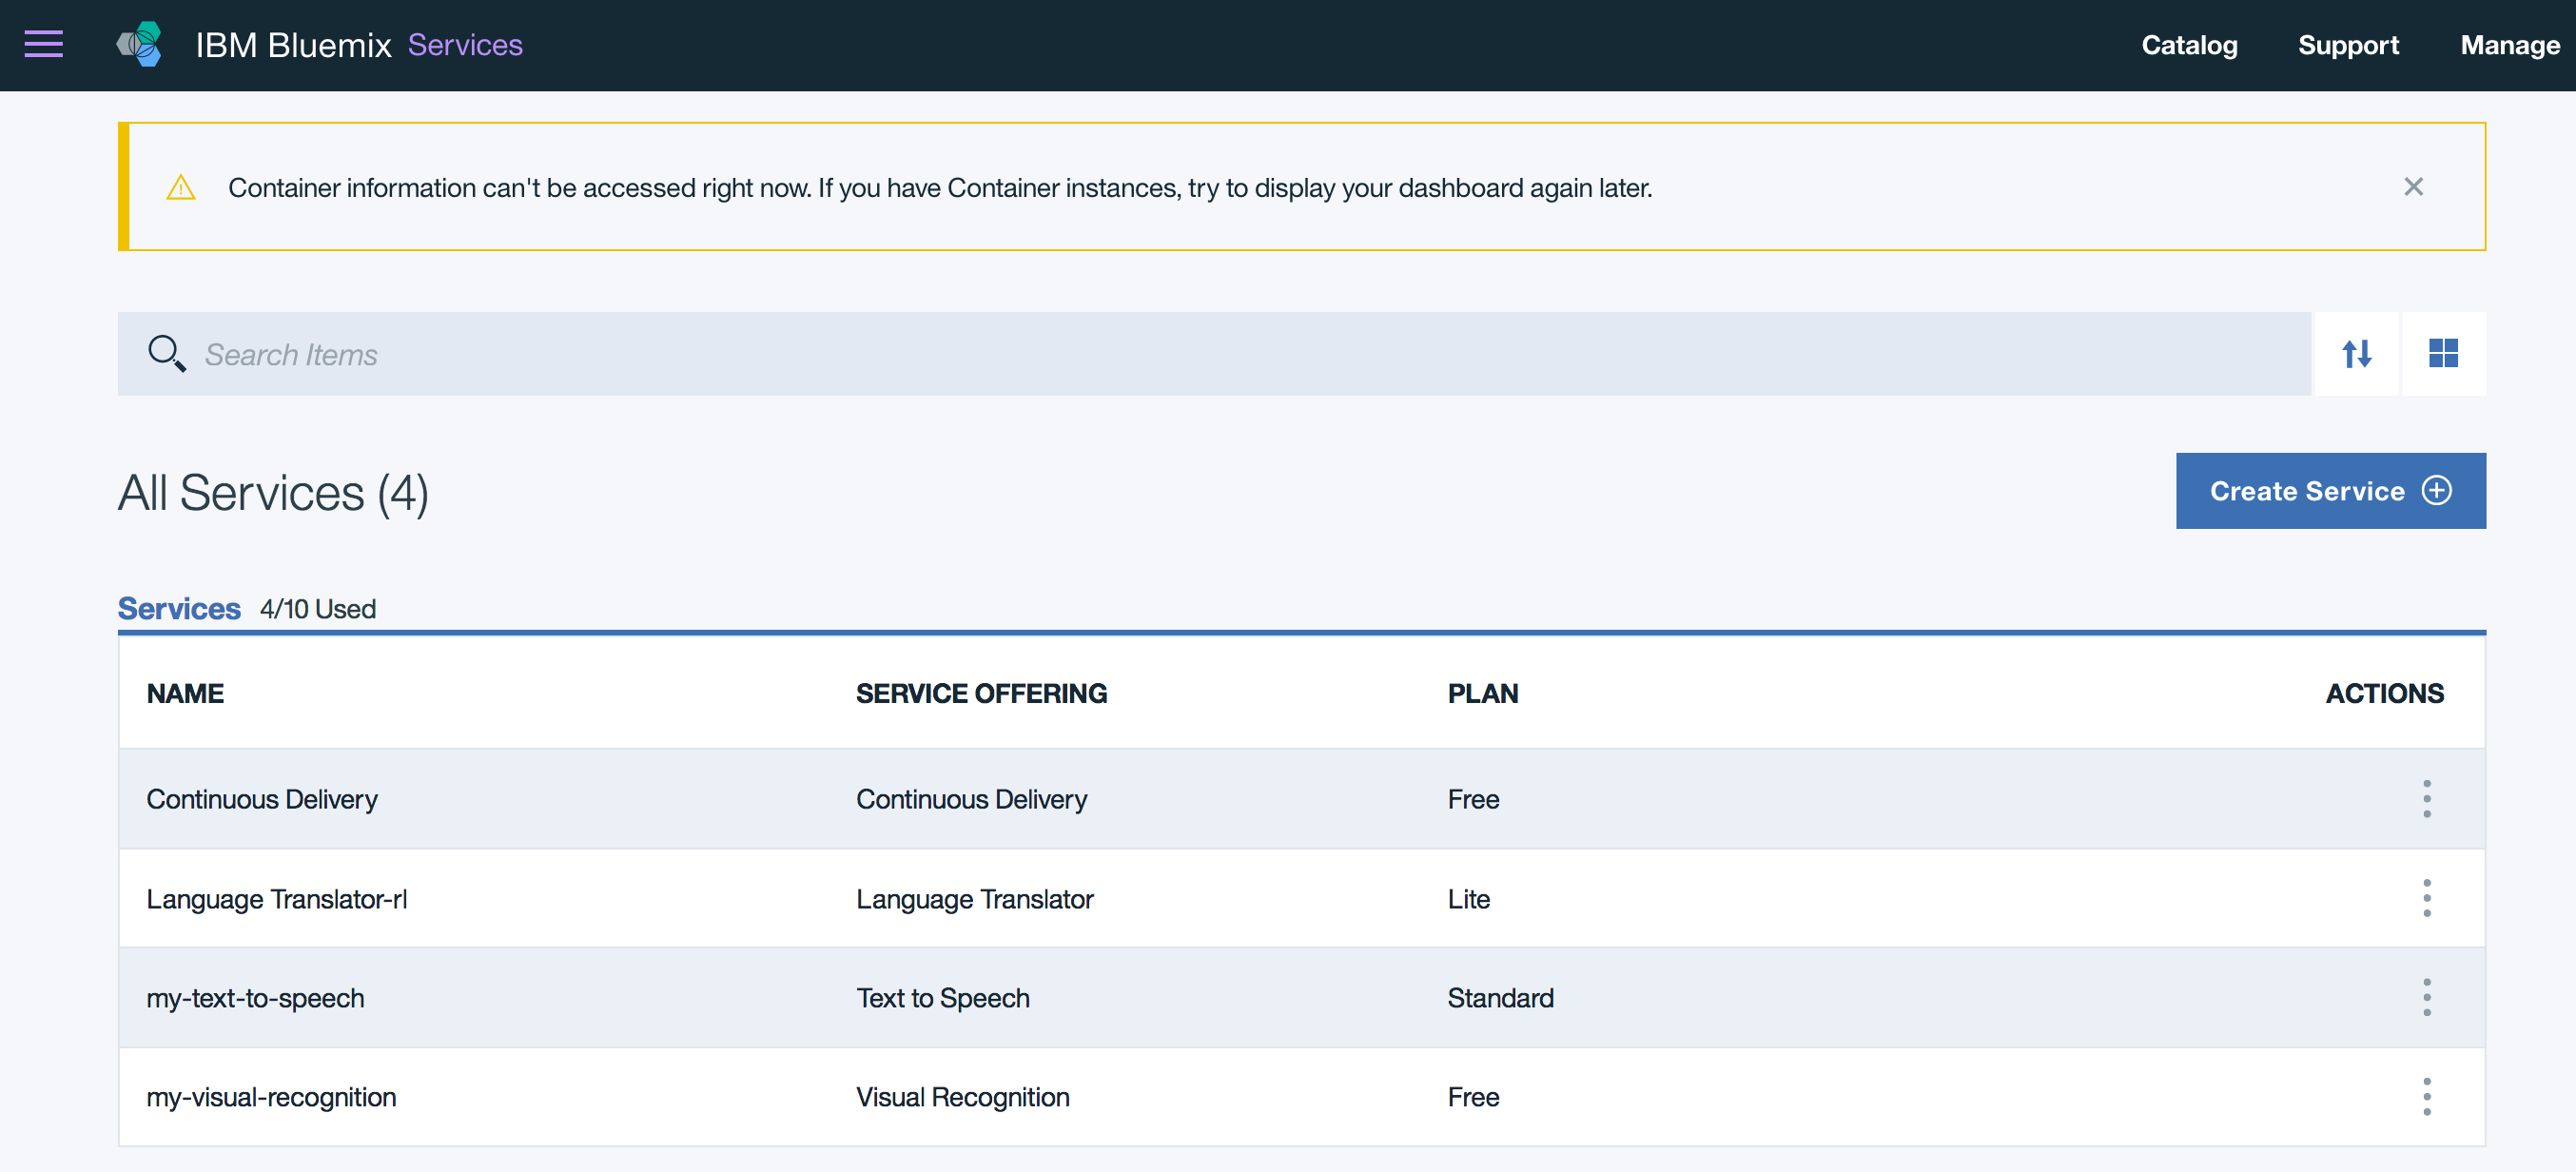 IBM Bluemix Services Catalog Support Manage
Container information can't be accessed right now. If you have Container instances, try to display your dashboard again later.
Search Items
All Services (4) Create Service
Services 4/10 Used
NAME SERVICE OFFERING PLAN ACTIONS
Continuous Delivery Continuous Delivery Free
Language Translator-rl Language Translator Lite
my-text-to-speech Text to Speech Standard
my-visual-recognition Visual Recognition Free